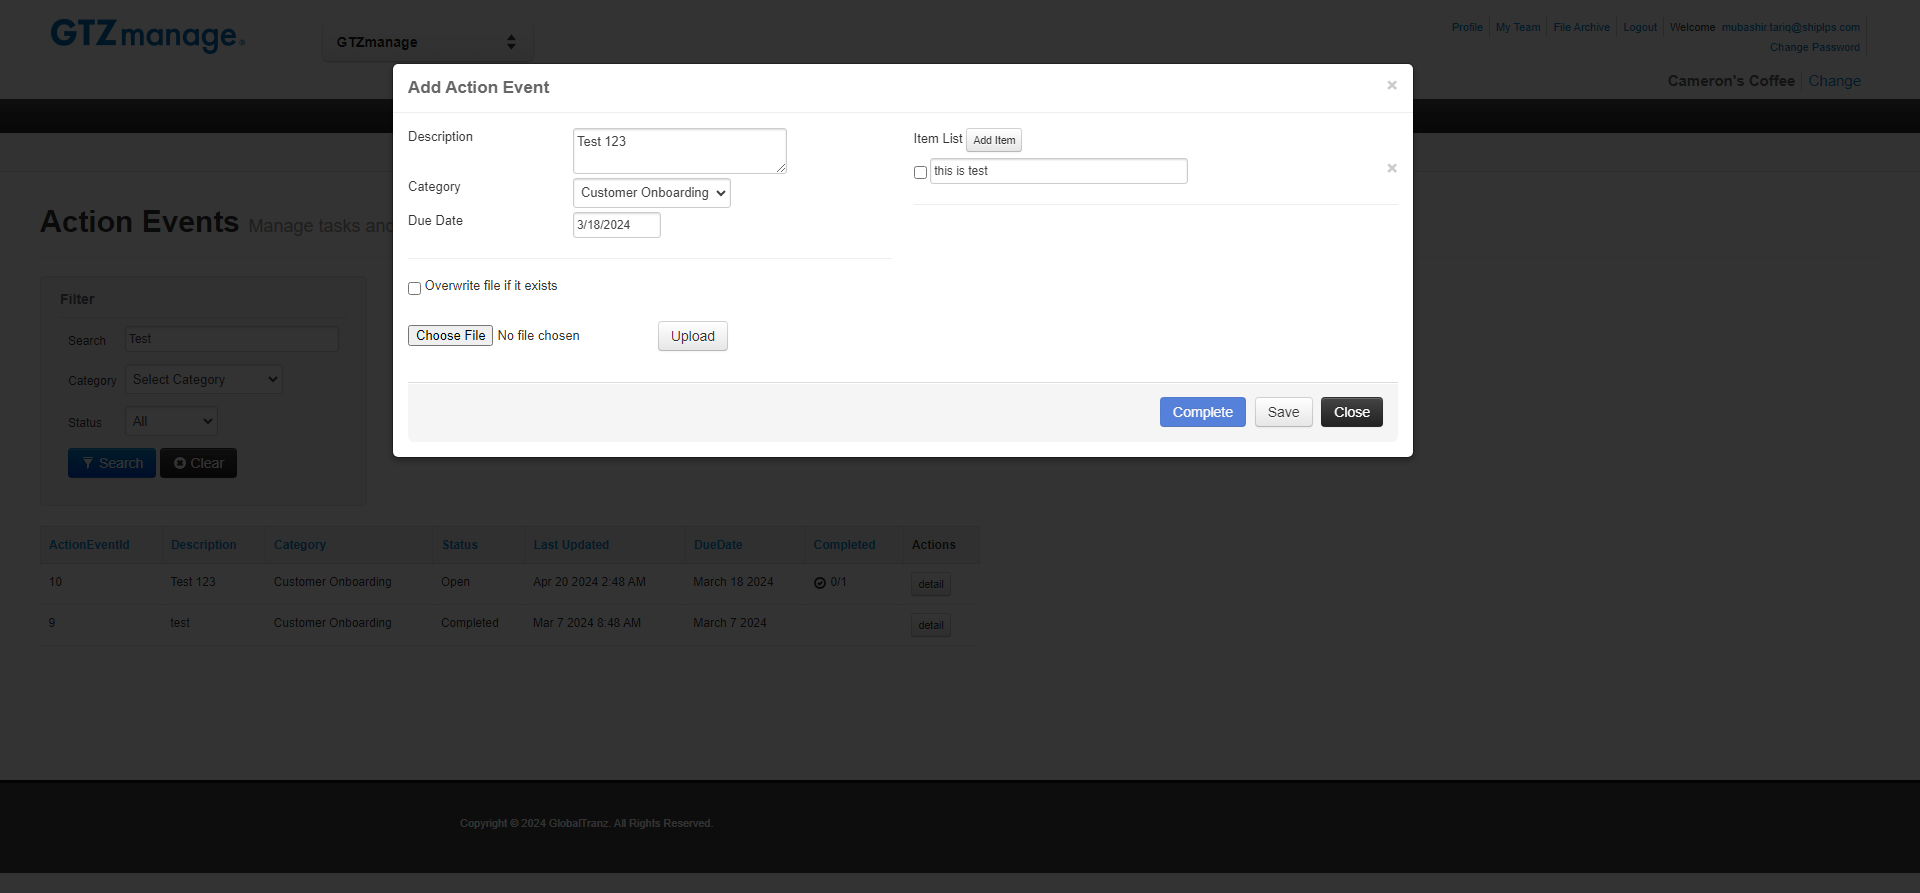 GTZmanage®
GTZmanage
Profile My Team File Archive Logout Welcome mubashir.tariq@shiplps.com
Change Password
Cameron's Coffee Change
Add Action Event ×
Description Test 123
Category Customer Onboarding
Due Date 3/18/2024
Overwrite file if it exists
Choose File No file chosen Upload
Item List Add Item
this is test ×
Complete Save Close
Action Events Manage tasks and
Filter
Search Test
Category Select Category
Status All
Search Clear
ActionEventId Description Category Status Last Updated DueDate Completed Actions
10 Test 123 Customer Onboarding Open Apr 20 2024 2:48 AM March 18 2024 0/1 detail
9 test Customer Onboarding Completed Mar 7 2024 8:48 AM March 7 2024 detail
Copyright © 2024 GlobalTranz. All Rights Reserved.